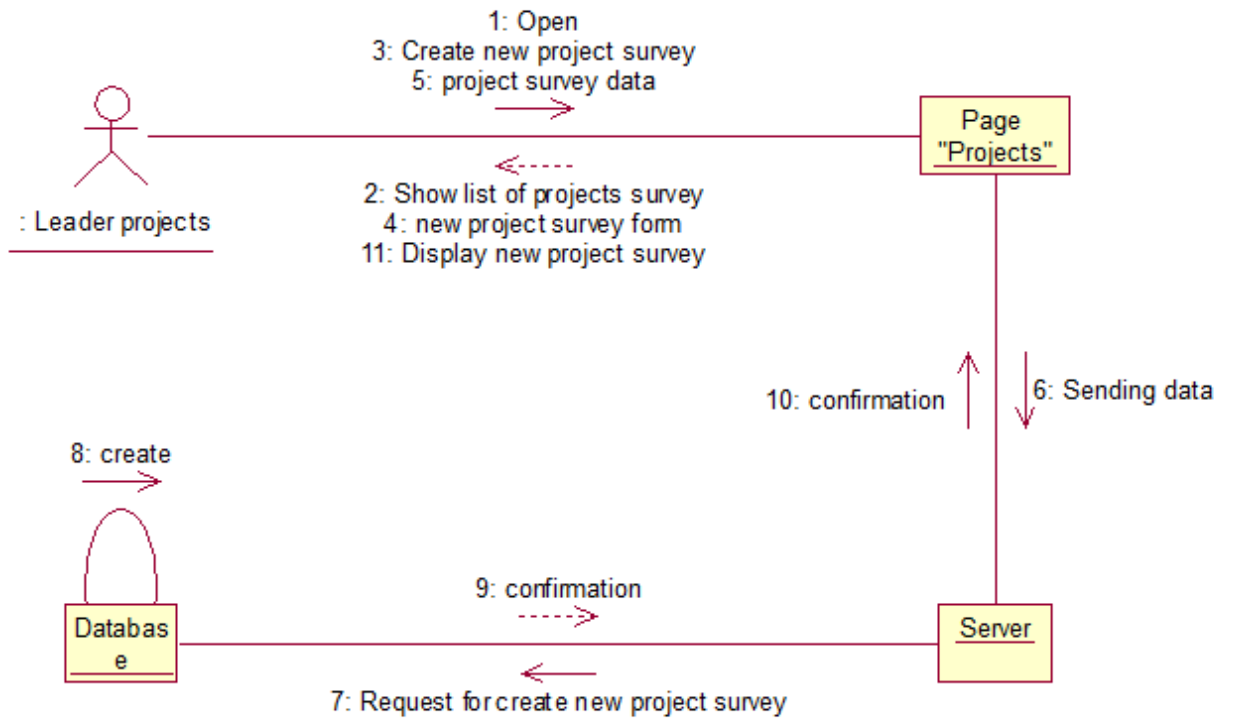 1: Open
3: Create new project survey
5: project survey data
Page
"Projects"
2: Show list of projects survey
4: new project survey form
11: Display new project survey
: Leader projects
10: confirmation
6: Sending data
8: create
9: confirmation
Databas
e
Server
7: Request for create new project survey